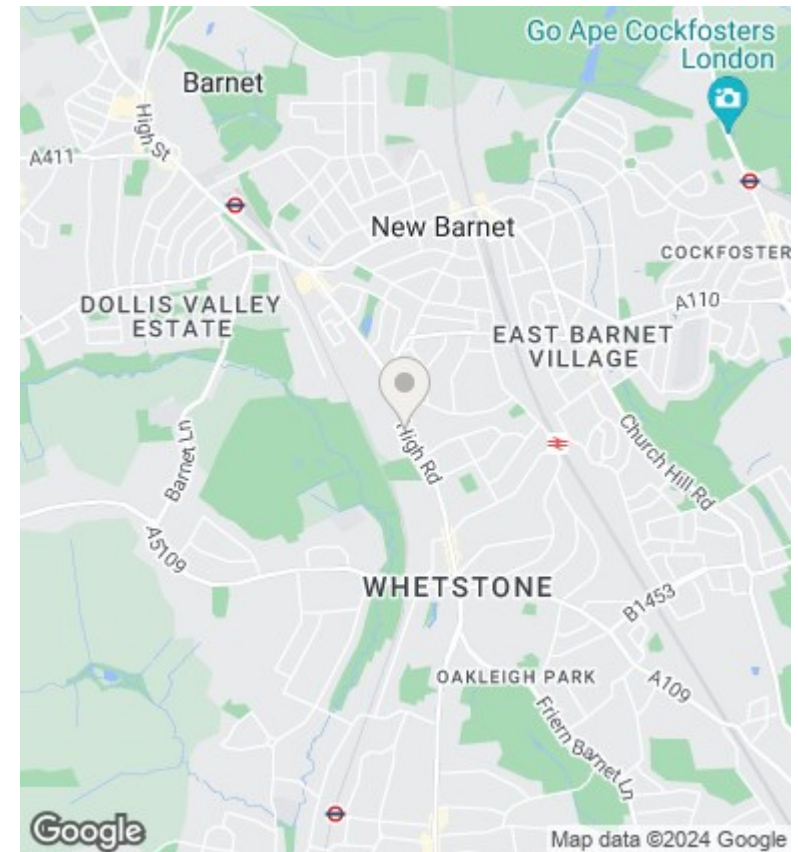 Go Ape Cockfosters
London
Barnet
High St
A411
New Barnet
COCKFOSTER
DOLLIS VALLEY
ESTATE
A110
EAST BARNET
VILLAGE
Barnet Ln
High Rd
Church Hill Rd
A5109
WHETSTONE
B1453
OAKLEIGH PARK
A109
Friern Barnet Ln
Google
Map data ©2024 Google